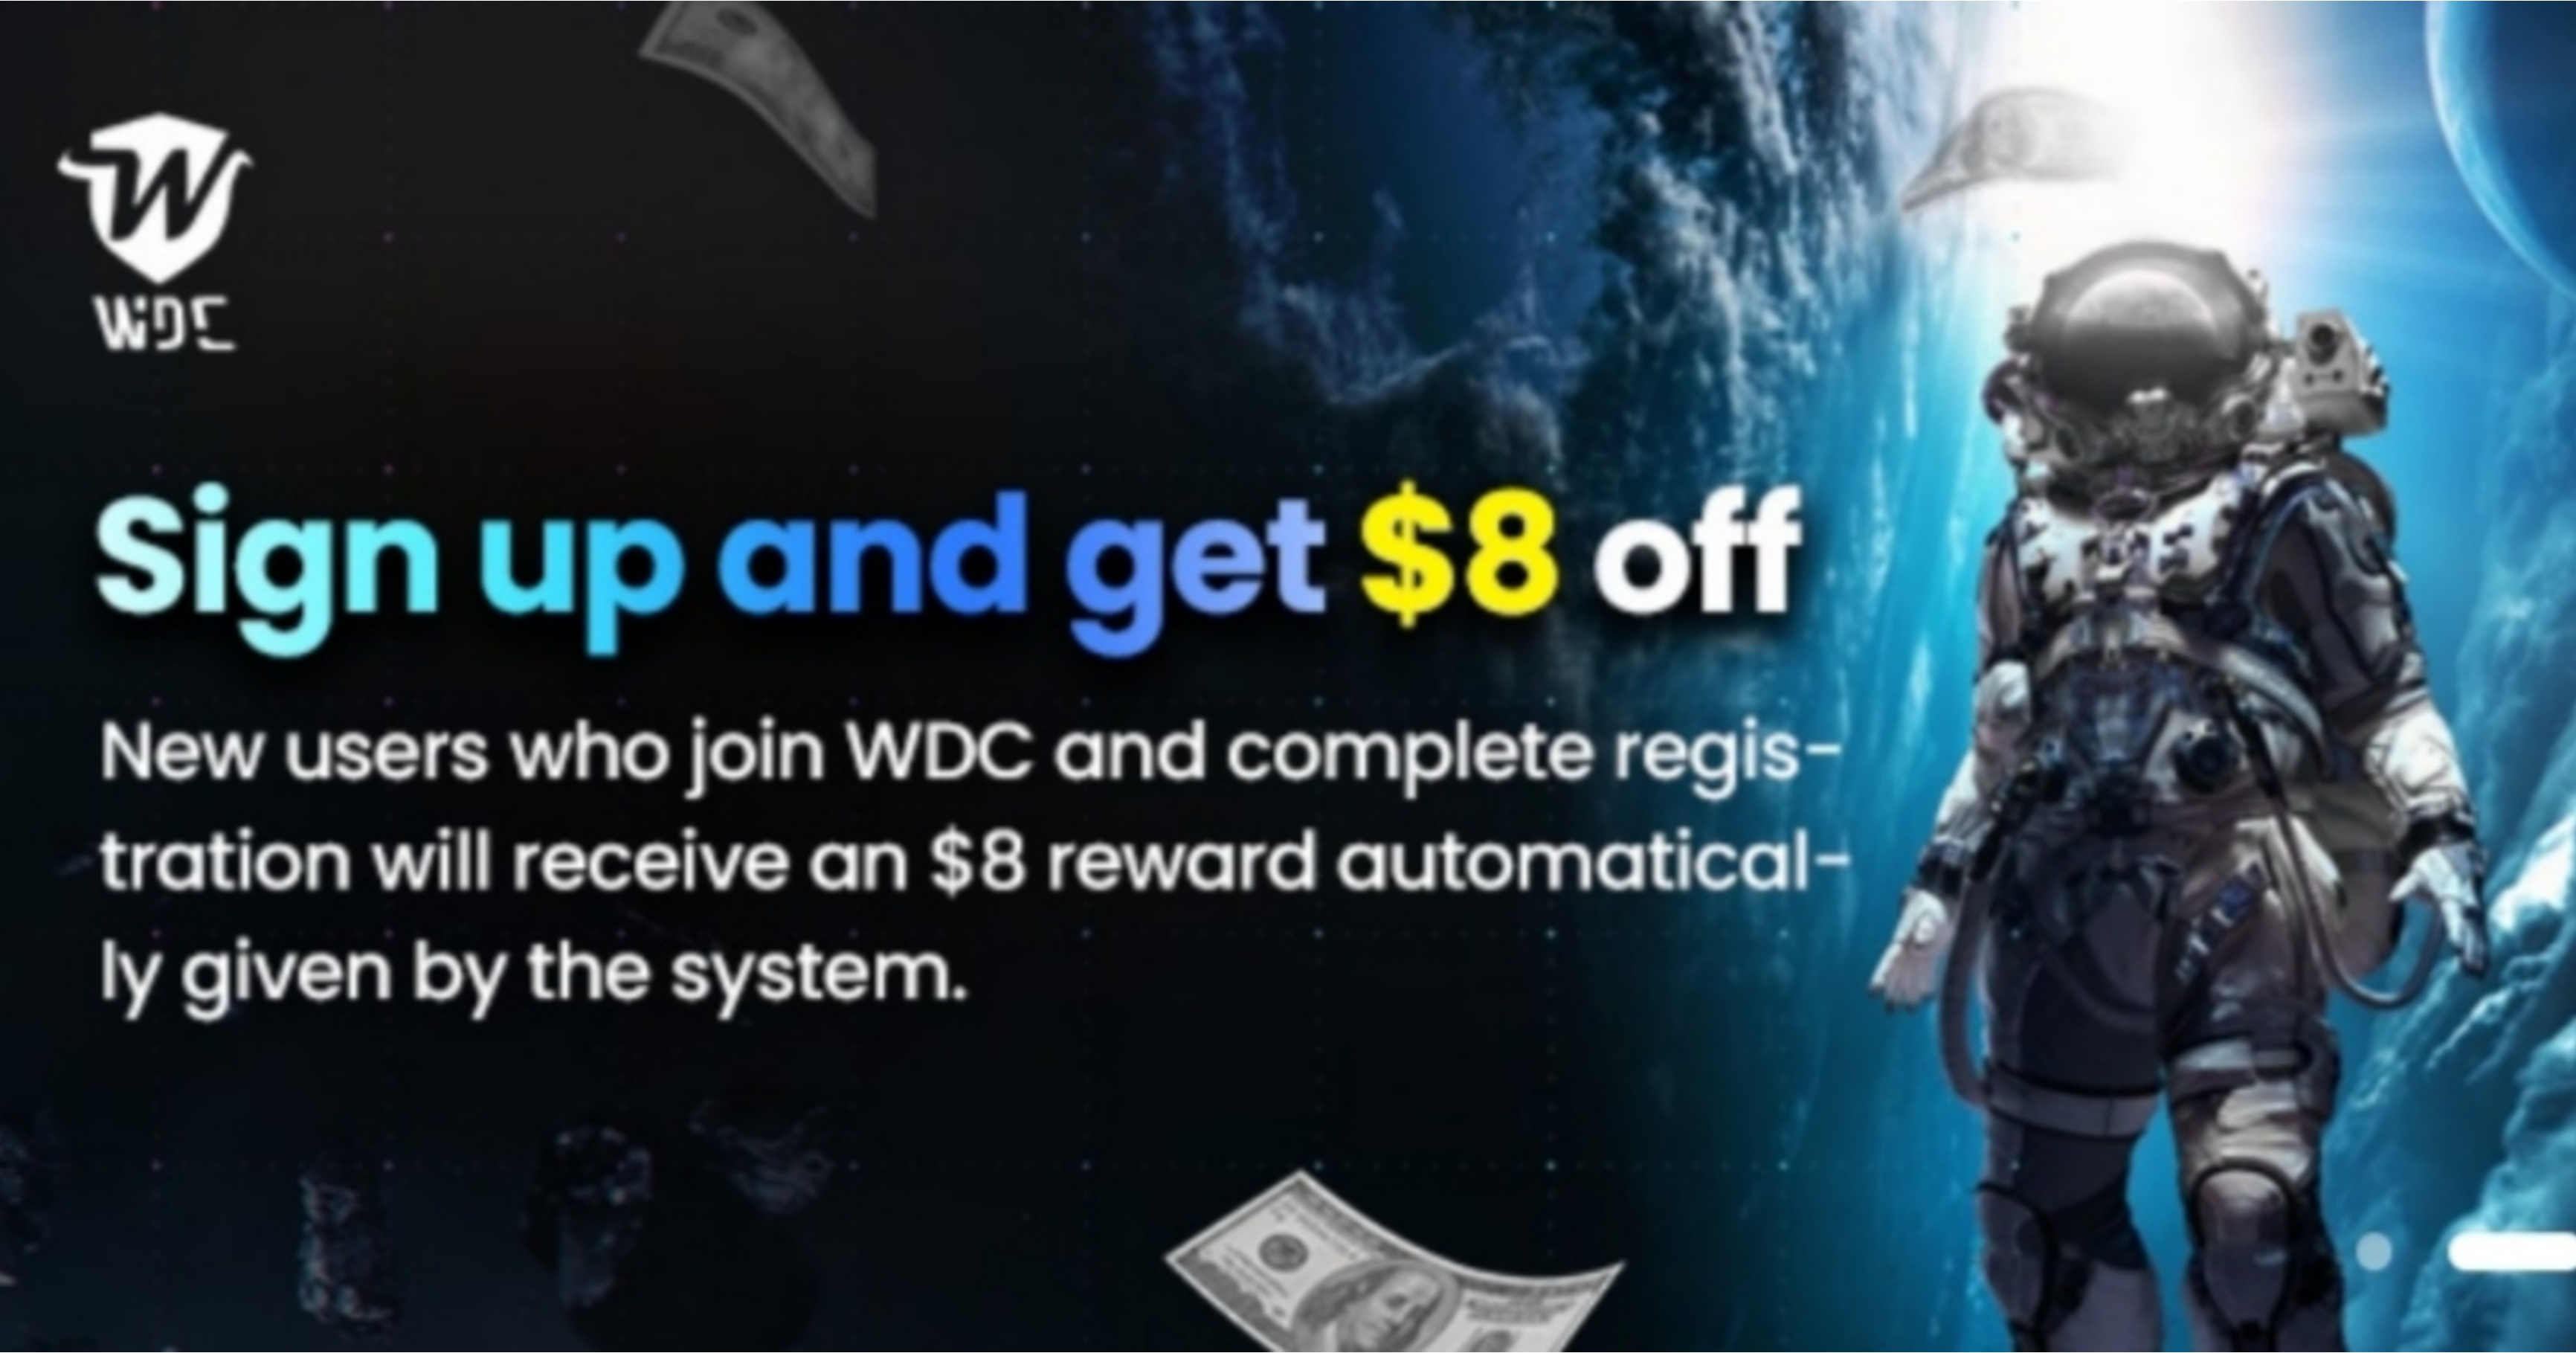 W
WDC
Sign up and get $8 off
New users who join WDC and complete regis-
tration will receive an $8 reward automatical-
ly given by the system.